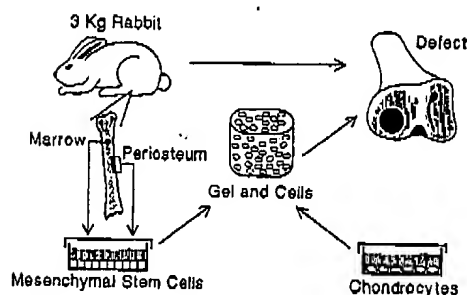 3 Kg Rabbit
Defect
Marrow
Periosteum
Gel and Cells
Mesenchymal Stem Cells
Chondrocytes